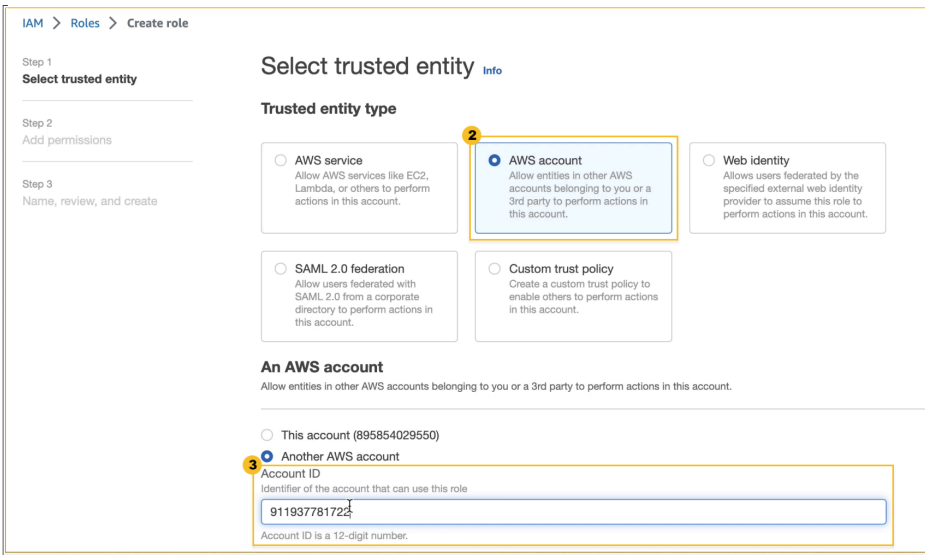 IAM > Roles > Create role
Step 1
Select trusted entity
Step 2
Add permissions
Step 3
Name, review, and create
Select trusted entity Info
Trusted entity type
2
AWS service
Allow AWS services like EC2,
Lambda, or others to perform
actions in this account.
AWS account
Allow entities in other AWS
accounts belonging to you or a
3rd party to perform actions in
this account.
Web identity
Allows users federated by the
specified external web identity
provider to assume this role to
perform actions in this account.
SAML 2.0 federation
Allow users federated with
SAML 2.0 from a corporate
directory to perform actions in
this account.
Custom trust policy
Create a custom trust policy to
enable others to perform actions
in this account.
An AWS account
Allow entities in other AWS accounts belonging to you or a 3rd party to perform actions in this account.
This account (895854029550)
Another AWS account
3
Account ID
Identifier of the account that can use this role
911937781722
Account ID is a 12-digit number.